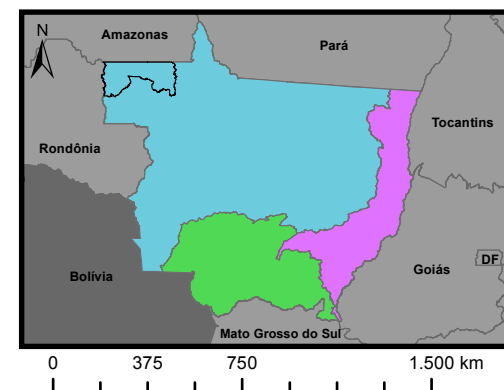 Amazonas
N
Pará
Tocantins
Rondônia
Bolívia
Goiás
DF
Mato Grosso do Sul
0 375 750 1.500 km